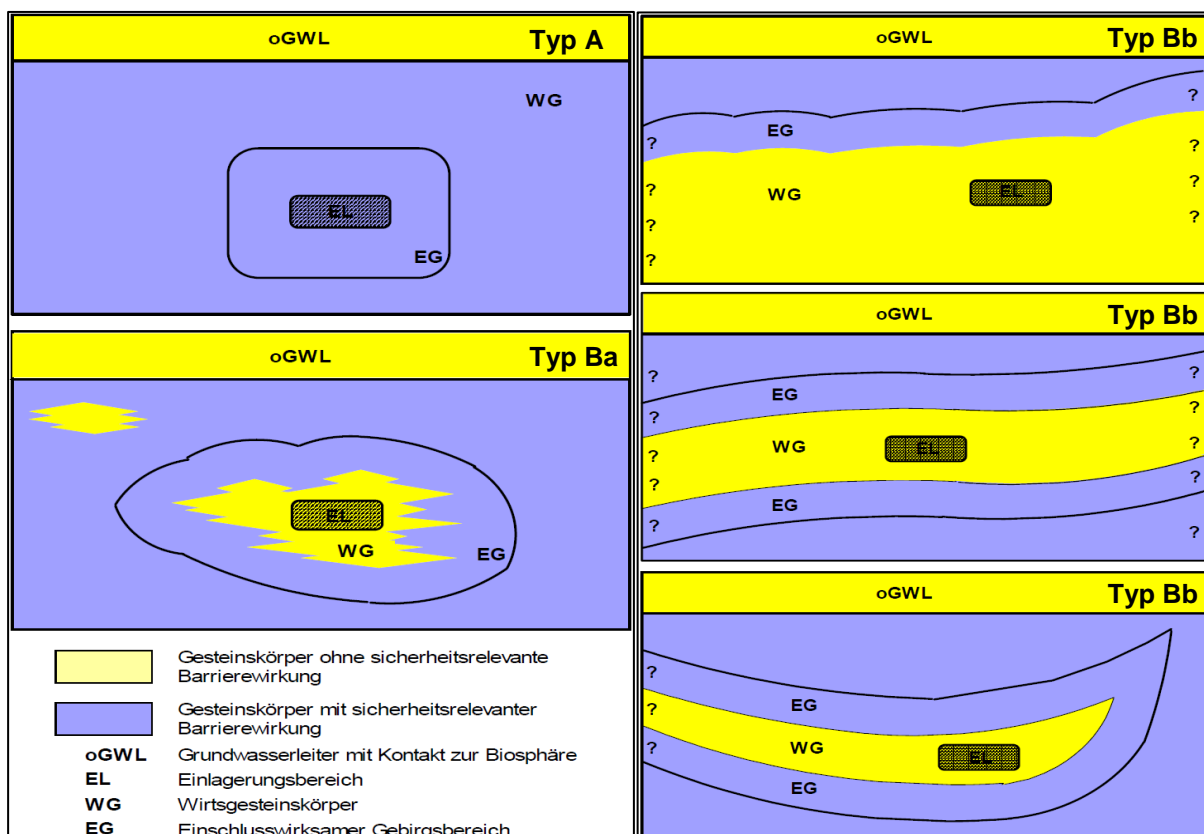 oGWL Typ A
WG
EL
EG
oGWL Typ Ba
EL
WG
EG
Gesteinskörper ohne sicherheitsrelevante
Barrierewirkung
Gesteinskörper mit sicherheitsrelevanter
Barrierewirkung
oGWL Grundwasserleiter mit Kontakt zur Biosphäre
EL Einlagerungsbereich
WG Wirtsgesteinskörper
EG Einschlusswirksamer Gebirgsbereich
oGWL Typ Bb
?
EG
? ?
WG EL
? ?
? ?
? ?
?
oGWL Typ Bb
? ?
EG
? ?
WG EL
? ?
? ?
EG
? ?
oGWL Typ Bb
?
EG
?
WG EL
?
EG